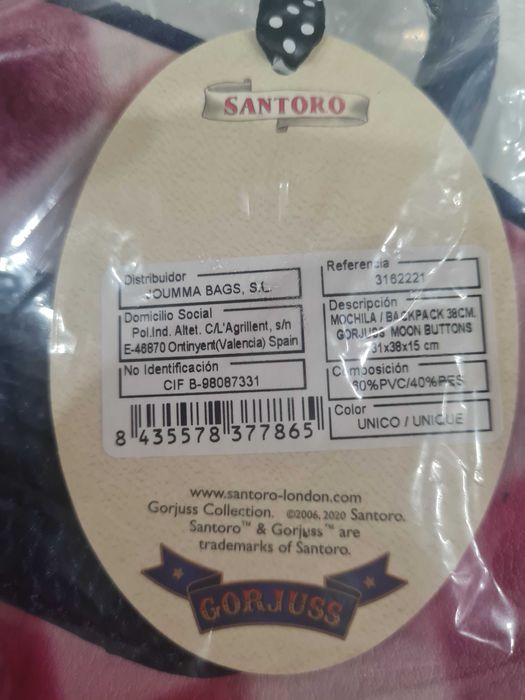 SANTORO
Distribuidor
JOUMMA BAGS, S.L.
Domicilio Social
Pol.Ind. Altet. C/L'Agrillent, s/n
E-46870 Ontinyent(Valencia) Spain
No Identificación
CIF B-98087331
8 435578 377865
Referencia
3162221
Descripción
MOCHILA / BACKPACK 38CM.
GORJUSS MOON BUTTONS
31x38x15 cm
Composición
60%PVC/40%PES
Color
UNICO / UNIQUE
www.santoro-london.com
Gorjuss Collection. ©2006, 2020 Santoro.
Santoro™ & Gorjuss™ are
trademarks of Santoro.
GORJUSS